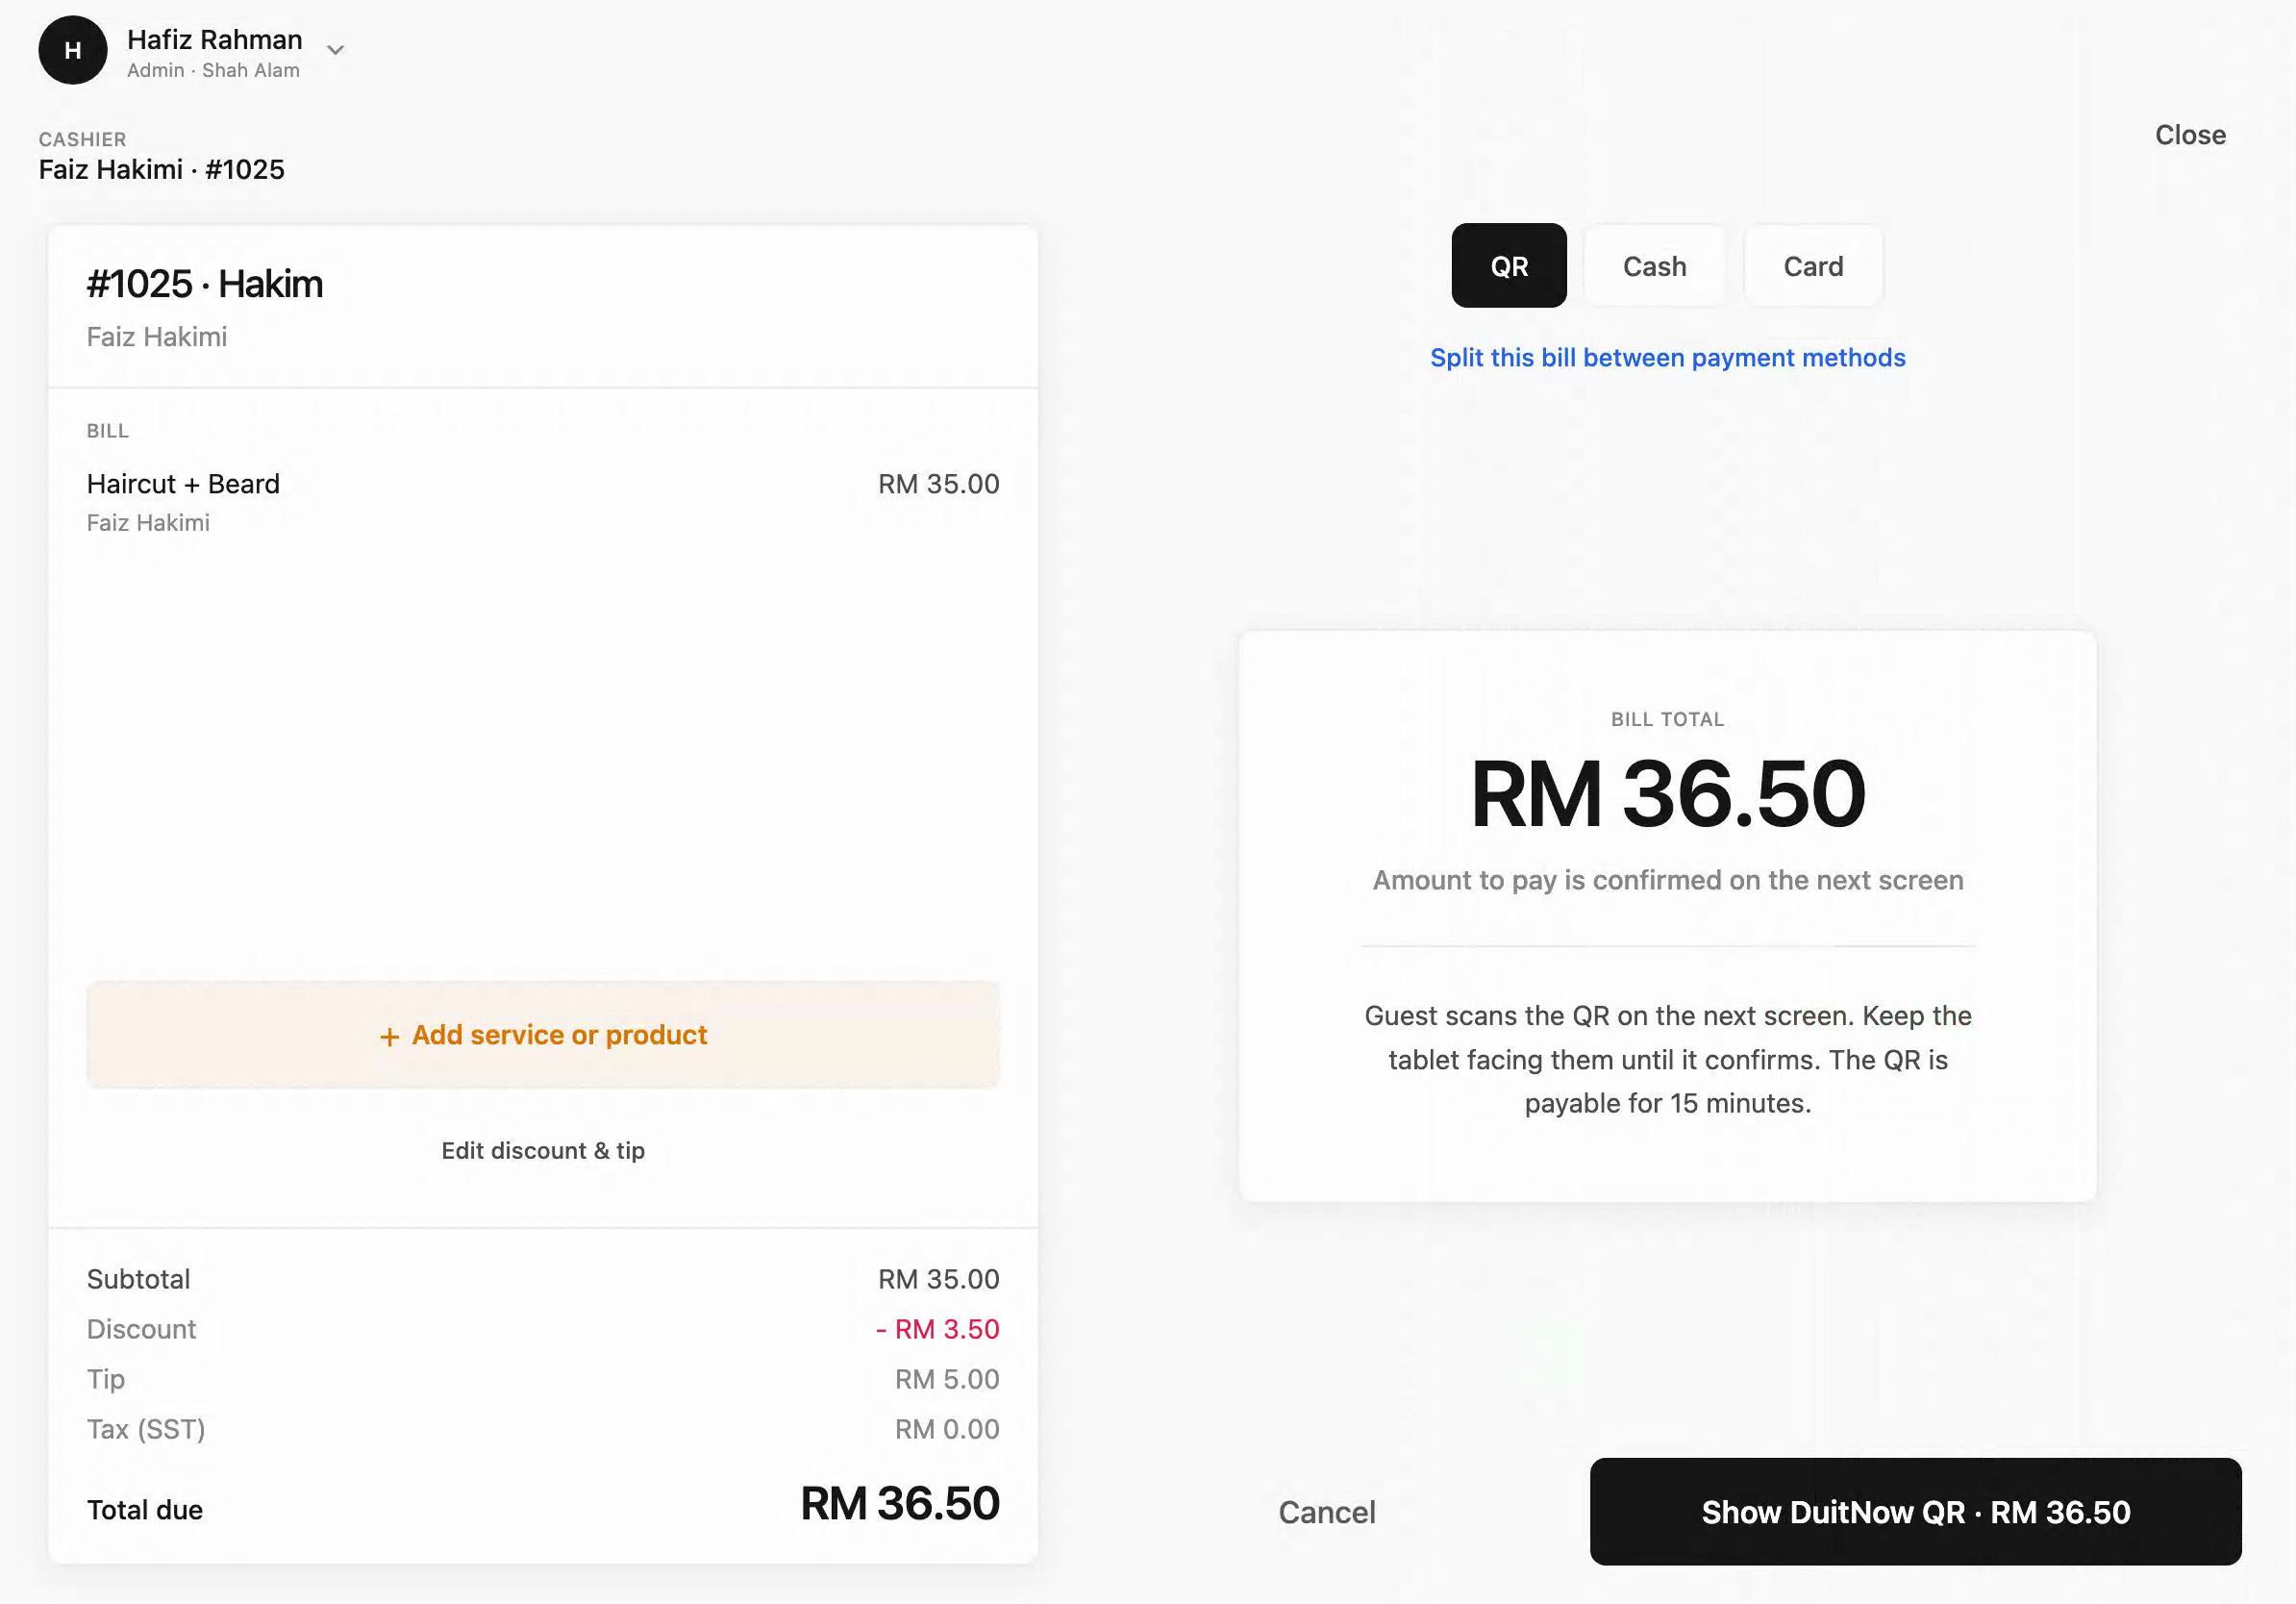 H
Hafiz Rahman
Admin · Shah Alam
CASHIER
Faiz Hakimi · #1025
Close
#1025 · Hakim
Faiz Hakimi
BILL
Haircut + Beard RM 35.00
Faiz Hakimi
+ Add service or product
Edit discount & tip
Subtotal RM 35.00
Discount - RM 3.50
Tip RM 5.00
Tax (SST) RM 0.00
Total due RM 36.50
QR Cash Card
Split this bill between payment methods
BILL TOTAL
RM 36.50
Amount to pay is confirmed on the next screen
Guest scans the QR on the next screen. Keep the
tablet facing them until it confirms. The QR is
payable for 15 minutes.
Cancel
Show DuitNow QR · RM 36.50